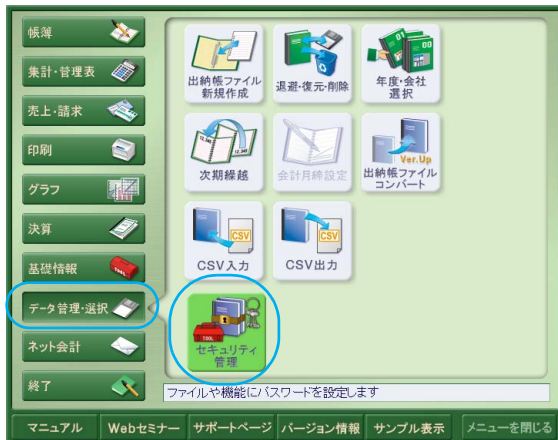 帳簿
集計・管理表
売上・請求
印刷
グラフ
決算
基礎情報
データ管理・選択
ネット会計
終了
出納帳ファイル
新規作成
退避・復元・削除
年度・会社
選択
次期繰越
会計月締設定
Ver.Up
出納帳ファイル
コンバート
CSV
CSV入力
CSV
CSV出力
TOOL
セキュリティ
管理
ファイルや機能にパスワードを設定します
マニュアル
Webセミナー
サポートページ
バージョン情報
サンプル表示
メニューを閉じる